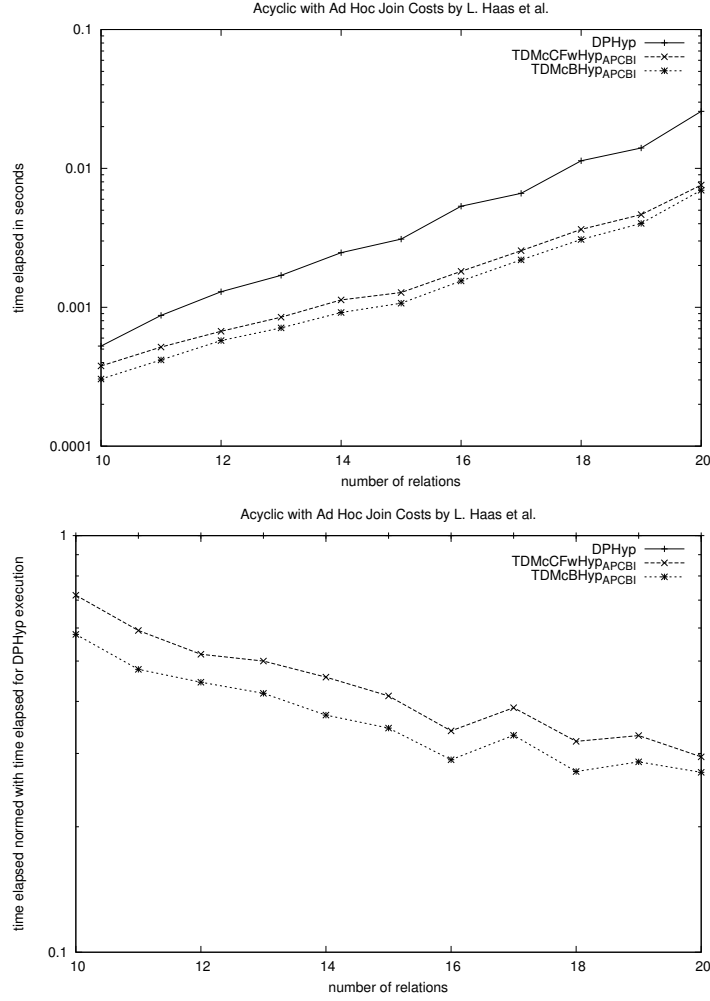 Acyclic with Ad Hoc Join Costs by L. Haas et al.
0.1
DPHyp
TDMcCFwHypAPCBI
TDMcBHypAPCBI
0.01
time elapsed in seconds
0.001
0.0001
10 12 14 16 18 20
number of relations
Acyclic with Ad Hoc Join Costs by L. Haas et al.
1
DPHyp
TDMcCFwHypAPCBI
TDMcBHypAPCBI
time elapsed normed with time elapsed for DPHyp execution
0.1
10 12 14 16 18 20
number of relations